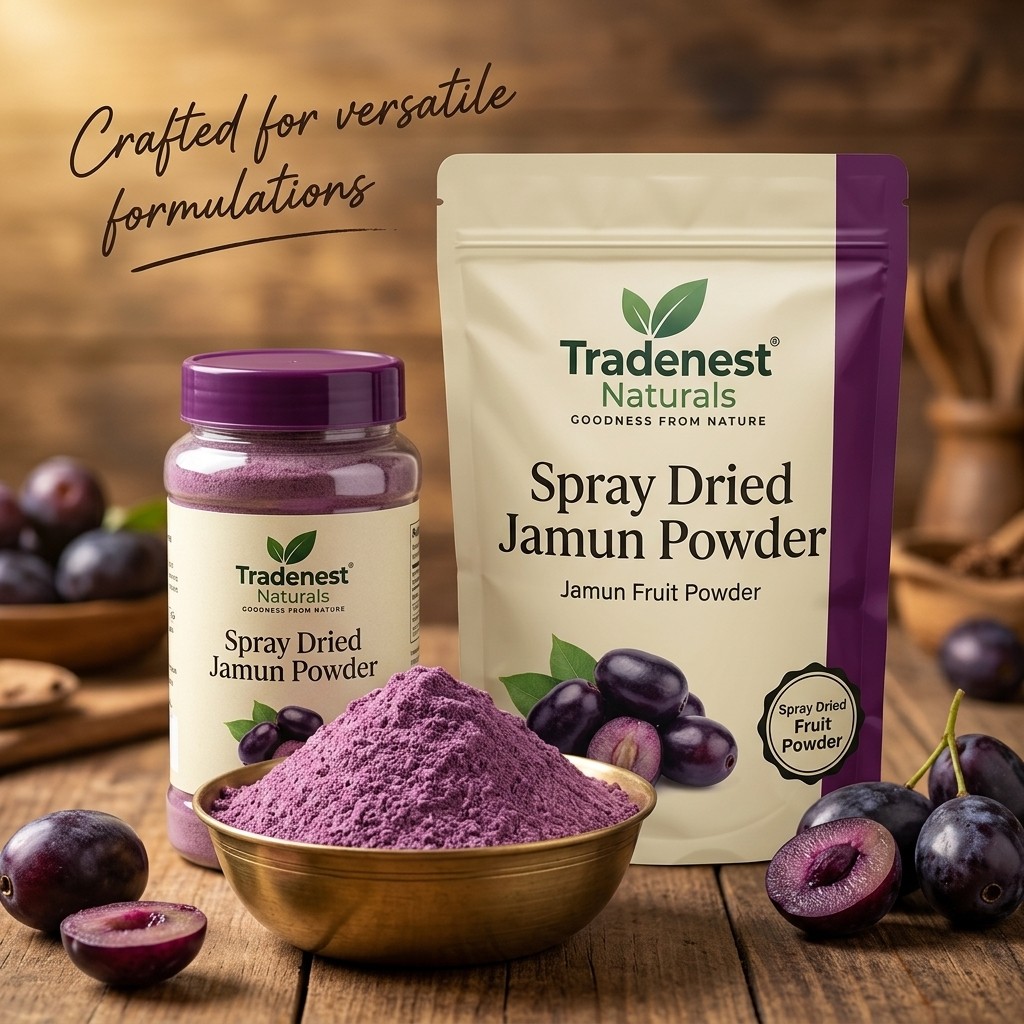 Crafted for versatile
formulations
Tradenest®
Naturals
GOODNESS FROM NATURE
Spray Dried
Jamun Powder
Jamun Fruit Powder
Spray Dried
Fruit
Powder
Tradenest
Naturals
GOODNESS FROM NATURE
Spray Dried
Jamun Powder